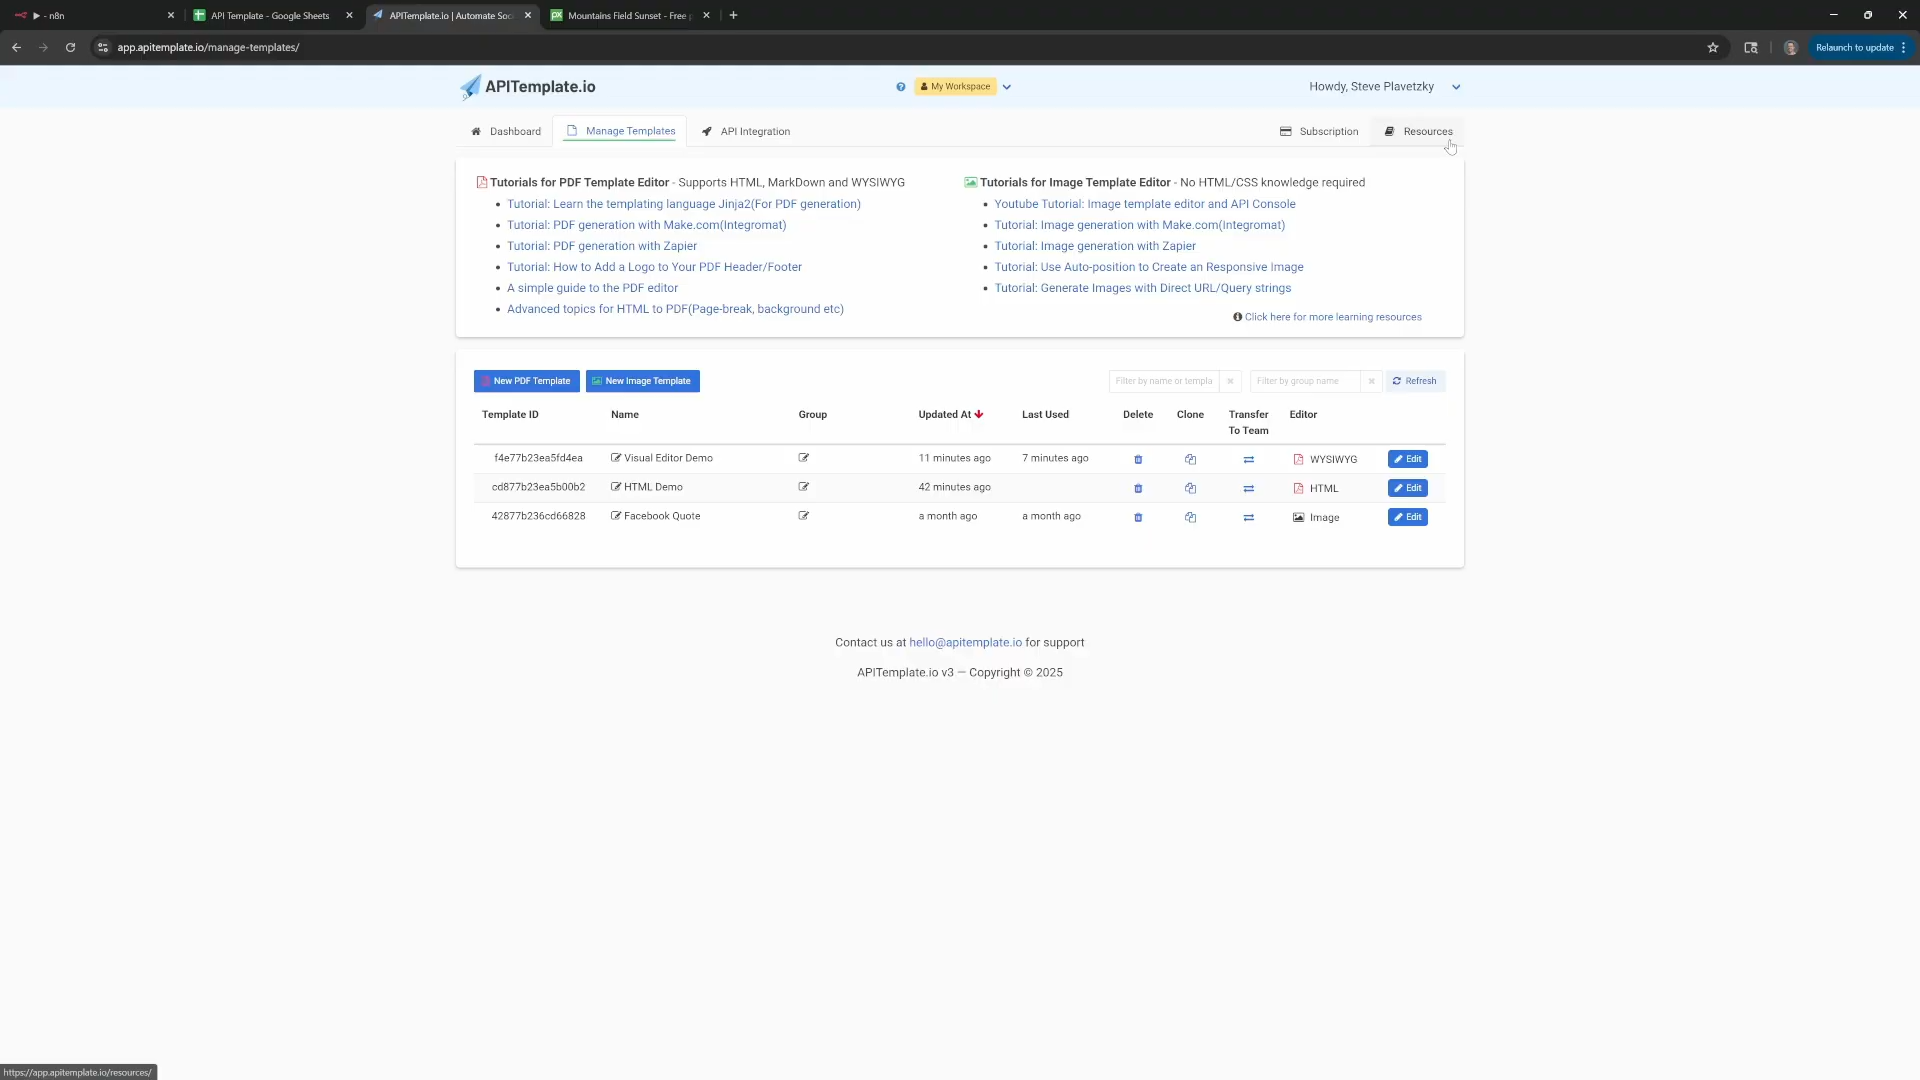 - n8n
API Template - Google Sheets
APITemplate.io | Automate Soc
Mountains Field Sunset - Free p
app.apitemplate.io/manage-templates/
Relaunch to update
APITemplate.io
My Workspace
Howdy, Steve Plavetzky
Dashboard
Manage Templates
API Integration
Subscription
Resources
Tutorials for PDF Template Editor - Supports HTML, MarkDown and WYSIWYG
Tutorial: Learn the templating language Jinja2(For PDF generation)
Tutorial: PDF generation with Make.com(Integromat)
Tutorial: PDF generation with Zapier
Tutorial: How to Add a Logo to Your PDF Header/Footer
A simple guide to the PDF editor
Advanced topics for HTML to PDF(Page-break, background etc)
Tutorials for Image Template Editor - No HTML/CSS knowledge required
Youtube Tutorial: Image template editor and API Console
Tutorial: Image generation with Make.com(Integromat)
Tutorial: Image generation with Zapier
Tutorial: Use Auto-position to Create an Responsive Image
Tutorial: Generate Images with Direct URL/Query strings
Click here for more learning resources
New PDF Template
New Image Template
Filter by name or templa
Filter by group name
Refresh
Template ID Name Group Updated At Last Used Delete Clone Transfer To Team Editor
f4e77b23ea5fd4ea Visual Editor Demo 11 minutes ago 7 minutes ago WYSIWYG Edit
cd877b23ea5b00b2 HTML Demo 42 minutes ago HTML Edit
42877b236cd66828 Facebook Quote a month ago a month ago Image Edit
Contact us at hello@apitemplate.io for support
APITemplate.io v3 — Copyright © 2025
https://app.apitemplate.io/resources/